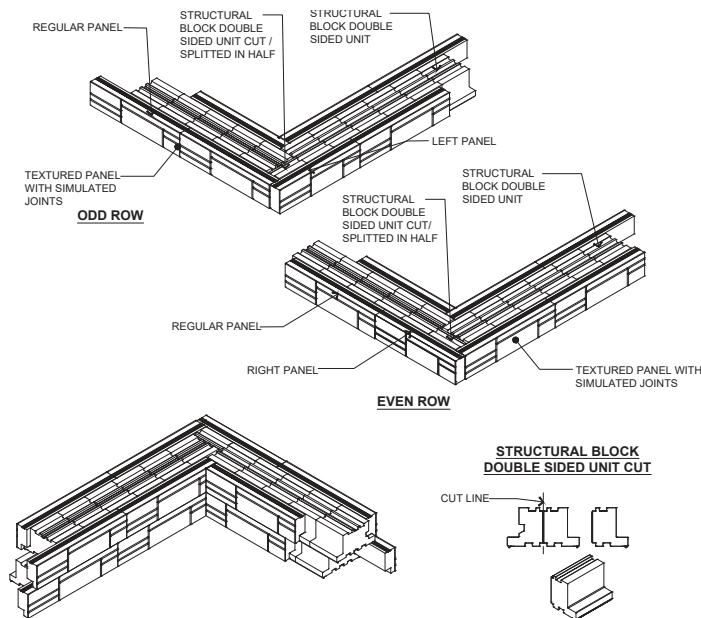 STRUCTURAL
BLOCK DOUBLE
SIDED UNIT CUT /
SPLITTED IN HALF
STRUCTURAL
BLOCK DOUBLE
SIDED UNIT
REGULAR PANEL
LEFT PANEL
TEXTURED PANEL
WITH SIMULATED
JOINTS
ODD ROW
STRUCTURAL
BLOCK DOUBLE
SIDED UNIT
STRUCTURAL
BLOCK DOUBLE
SIDED UNIT CUT/
SPLITTED IN HALF
REGULAR PANEL
RIGHT PANEL
TEXTURED PANEL WITH
SIMULATED JOINTS
EVEN ROW
STRUCTURAL BLOCK
DOUBLE SIDED UNIT CUT
CUT LINE